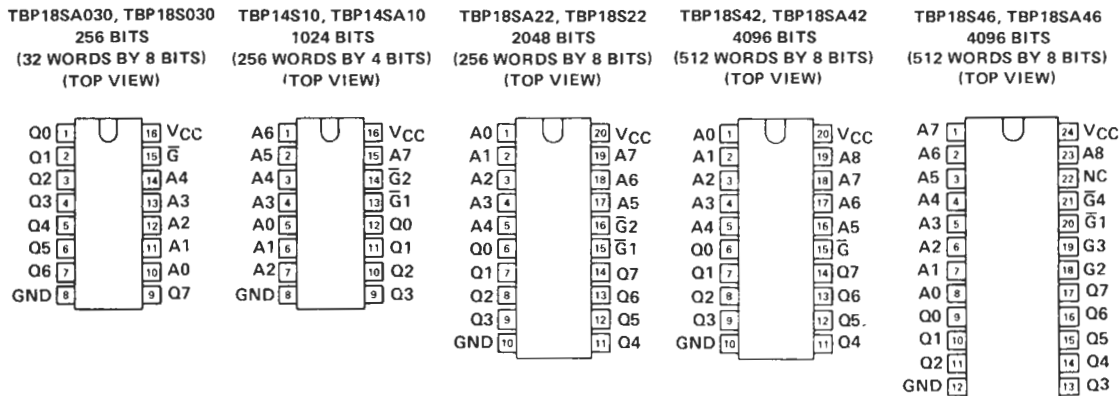 TBP18SA030, TBP18S030
256 BITS
(32 WORDS BY 8 BITS)
(TOP VIEW)
Q0 1 16 VCC
Q1 2 15 G̅
Q2 3 14 A4
Q3 4 13 A3
Q4 5 12 A2
Q5 6 11 A1
Q6 7 10 A0
GND 8 9 Q7
TBP14S10, TBP14SA10
1024 BITS
(256 WORDS BY 4 BITS)
(TOP VIEW)
A6 1 16 VCC
A5 2 15 A7
A4 3 14 G̅2
A3 4 13 G̅1
A0 5 12 Q0
A1 6 11 Q1
A2 7 10 Q2
GND 8 9 Q3
TBP18SA22, TBP18S22
2048 BITS
(256 WORDS BY 8 BITS)
(TOP VIEW)
A0 1 20 VCC
A1 2 19 A7
A2 3 18 A6
A3 4 17 A5
A4 5 16 G̅2
Q0 6 15 G̅1
Q1 7 14 Q7
Q2 8 13 Q6
Q3 9 12 Q5
GND 10 11 Q4
TBP18S42, TBP18SA42
4096 BITS
(512 WORDS BY 8 BITS)
(TOP VIEW)
A0 1 20 VCC
A1 2 19 A8
A2 3 18 A7
A3 4 17 A6
A4 5 16 A5
Q0 6 15 G̅
Q1 7 14 Q7
Q2 8 13 Q6
Q3 9 12 Q5.
GND 10 11 Q4
TBP18S46, TBP18SA46
4096 BITS
(512 WORDS BY 8 BITS)
(TOP VIEW)
A7 1 24 VCC
A6 2 23 A8
A5 3 22 NC
A4 4 21 G̅4
A3 5 20 G̅1
A2 6 19 G3
A1 7 18 G2
A0 8 17 Q7
Q0 9 16 Q6
Q1 10 15 Q5
Q2 11 14 Q4
GND 12 13 Q3